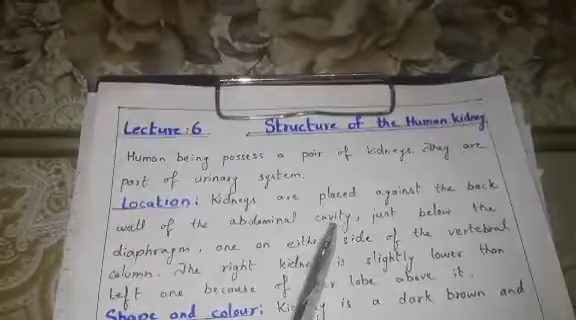 Lecture: 6 Structure of the Human kidney
Human being possess a pair of kidneys. They are
part of urinary system.
Location: Kidneys are placed against the back
wall of the abdominal cavity, just below the
diaphragm, one on side of the vertebral
column. The right is slightly lower than
left one because of lobe above it.
Shape and colour: is a dark brown and